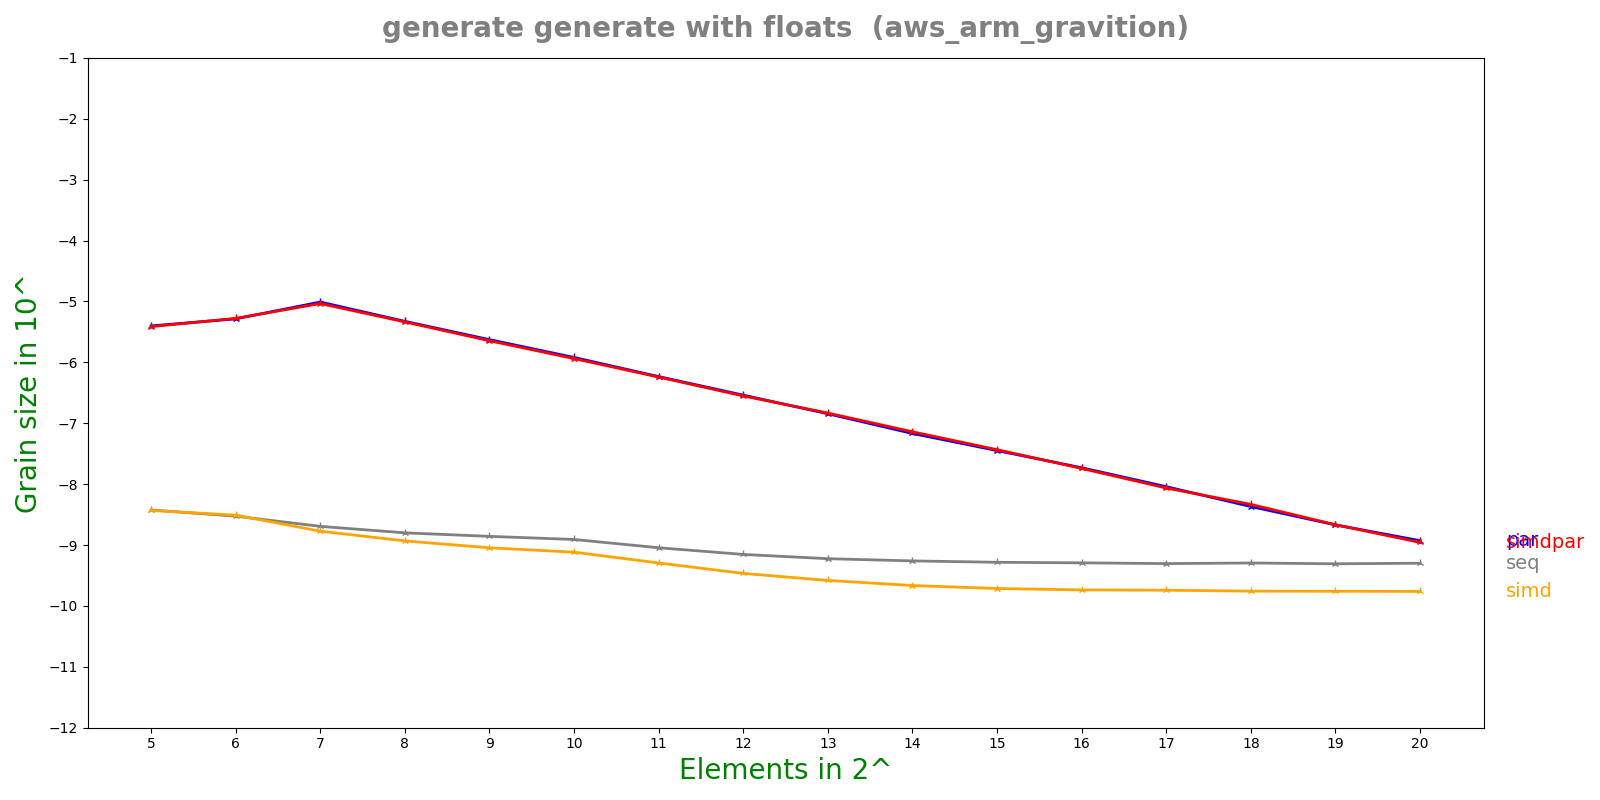 generate generate with floats  (aws_arm_gravition)
Grain size in 10^
−1
−2
−3
−4
−5
−6
−7
−8
−9
−10
−11
−12
par
simdpar
seq
simd
5 6 7 8 9 10 11 12 13 14 15 16 17 18 19 20
Elements in 2^